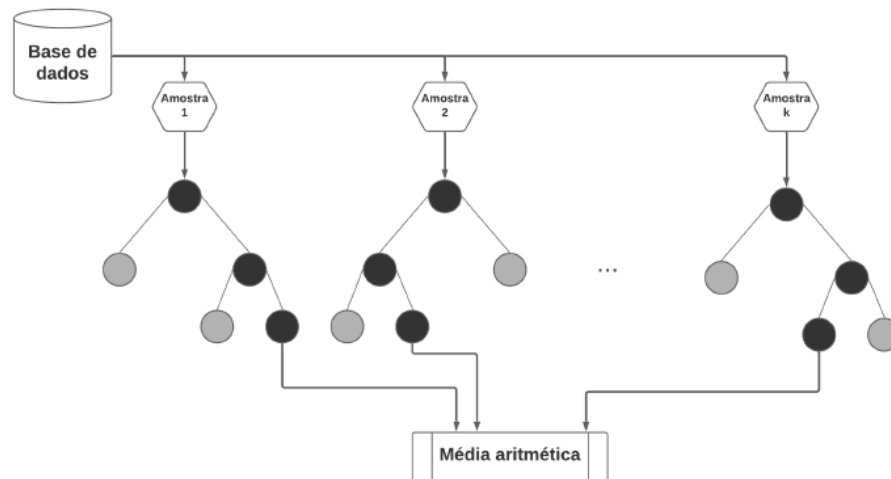 Base de
dados
Amostra
1
Amostra
2
Amostra
k
...
Média aritmética